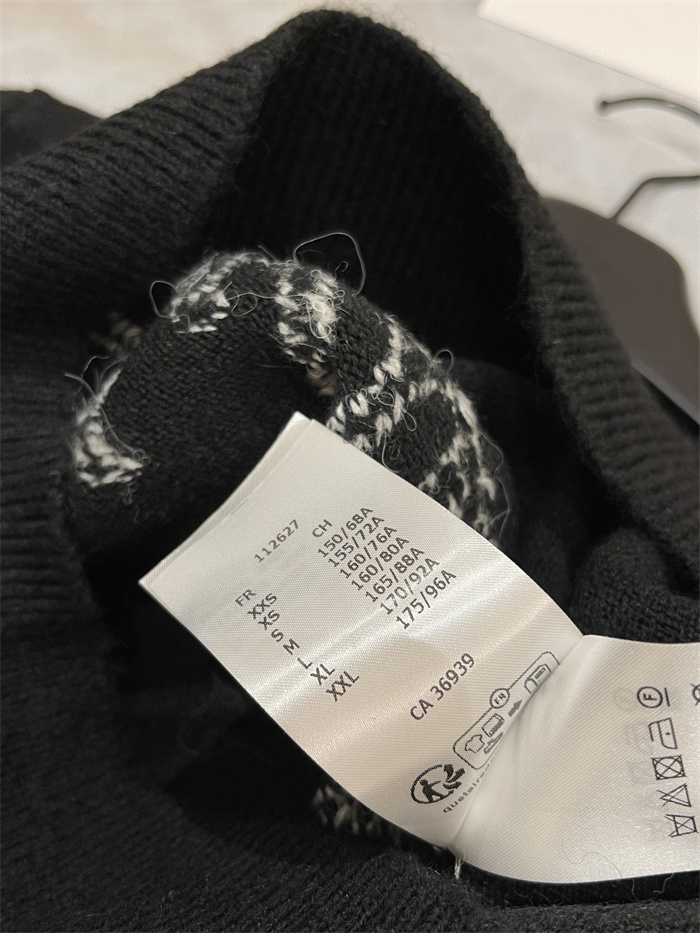 112627
FR CH
XXS 150/68A
XS 155/72A
S 160/76A
M 160/80A
L 165/88A
XL 170/92A
XXL 175/96A
CA 36939
FR
F